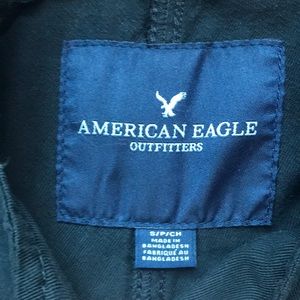 AMERICAN EAGLE
OUTFITTERS
S/P/CH
MADE IN
BANGLADESH
FABRIQUÉ AU
BANGLADESH